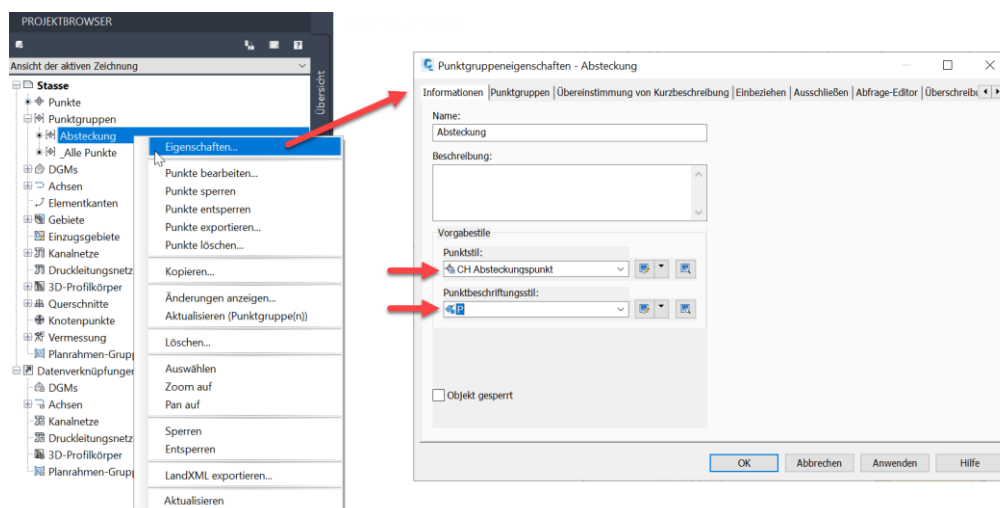 PROJEKTBROWSER
Ansicht der aktiven Zeichnung
Übersicht
Stasse
Punkte
Punktgruppen
Absteckung
_Alle Punkte
DGMs
Achsen
Elementkanten
Gebiete
Einzugsgebiete
Kanalnetze
Druckleitungsnetz
3D-Profilkörper
Querschnitte
Knotenpunkte
Vermessung
Planrahmen-Grupp
Datenverknüpfunger
DGMs
Achsen
Kanalnetze
Druckleitungsnetz
3D-Profilkörper
Planrahmen-Grupp
Eigenschaften...
Punkte bearbeiten...
Punkte sperren
Punkte entsperren
Punkte exportieren...
Punkte löschen...
Kopieren...
Änderungen anzeigen...
Aktualisieren (Punktgruppe(n))
Löschen...
Auswählen
Zoom auf
Pan auf
Sperren
Entsperren
LandXML exportieren...
Aktualisieren
Punktgruppeneigenschaften - Absteckung
Informationen Punktgruppen Übereinstimmung von Kurzbeschreibung Einbeziehen Ausschließen Abfrage-Editor Überschreibu
Name:
Absteckung
Beschreibung:
Vorgabestile
Punktstil:
CH Absteckungspunkt
Punktbeschriftungsstil:
P
Objekt gesperrt
OK Abbrechen Anwenden Hilfe